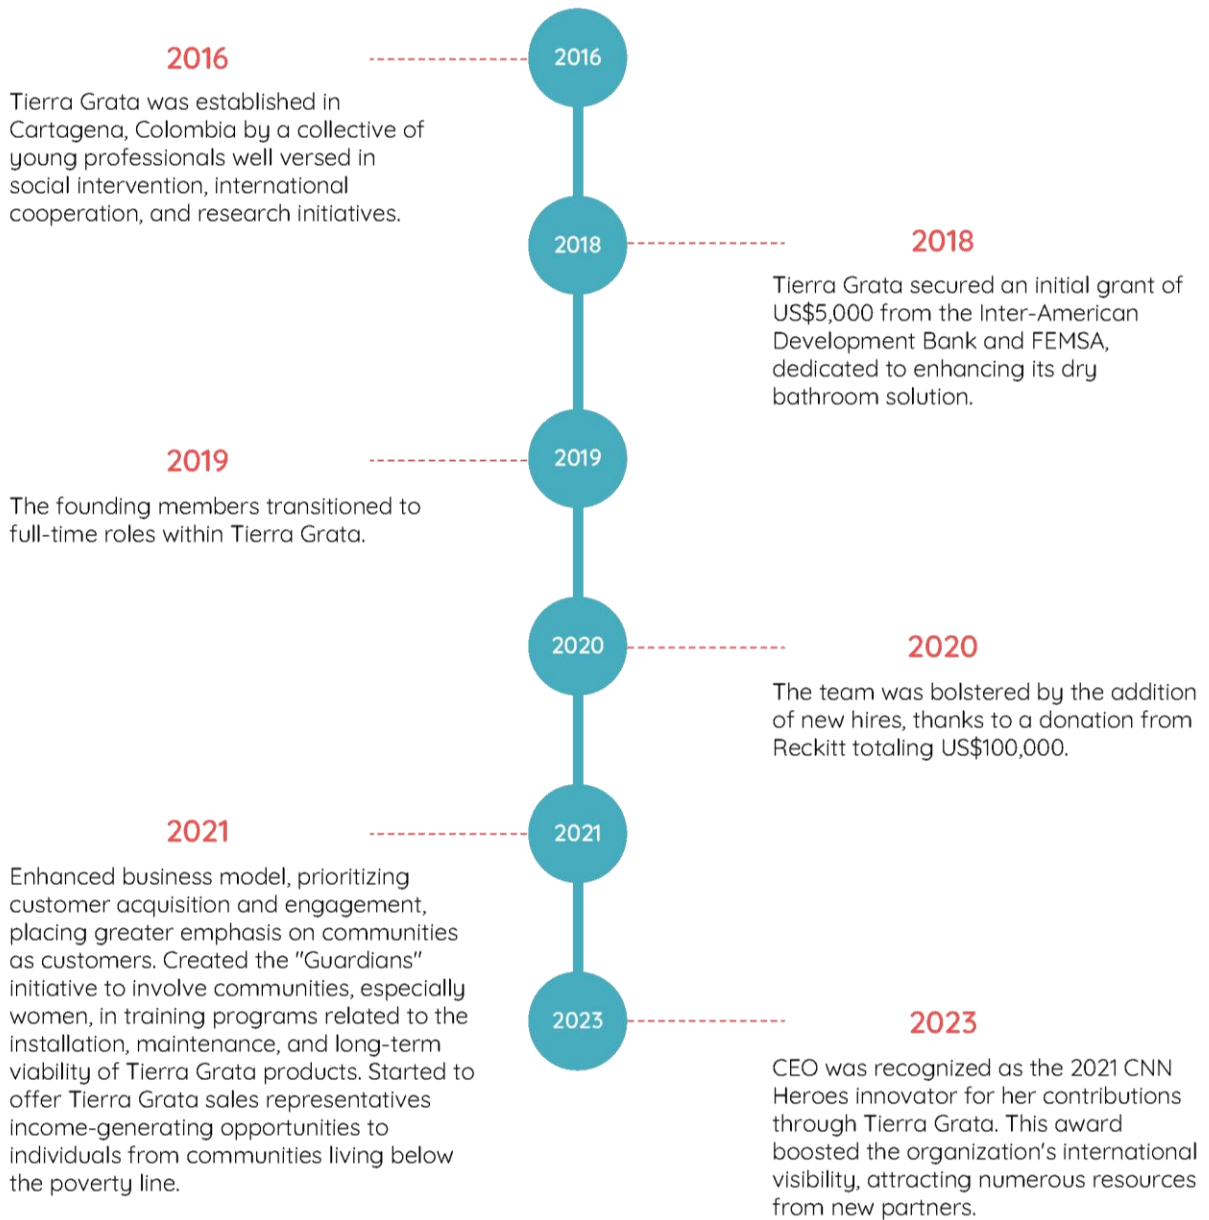 2016
2016
Tierra Grata was established in
Cartagena, Colombia by a collective of
young professionals well versed in
social intervention, international
cooperation, and research initiatives.
2018
2018
Tierra Grata secured an initial grant of
US$5,000 from the Inter-American
Development Bank and FEMSA,
dedicated to enhancing its dry
bathroom solution.
2019
2019
The founding members transitioned to
full-time roles within Tierra Grata.
2020
2020
The team was bolstered by the addition
of new hires, thanks to a donation from
Reckitt totaling US$100,000.
2021
2021
Enhanced business model, prioritizing
customer acquisition and engagement,
placing greater emphasis on communities
as customers. Created the "Guardians"
initiative to involve communities, especially
women, in training programs related to the
installation, maintenance, and long-term
viability of Tierra Grata products. Started to
offer Tierra Grata sales representatives
income-generating opportunities to
individuals from communities living below
the poverty line.
2023
2023
CEO was recognized as the 2021 CNN
Heroes innovator for her contributions
through Tierra Grata. This award
boosted the organization's international
visibility, attracting numerous resources
from new partners.